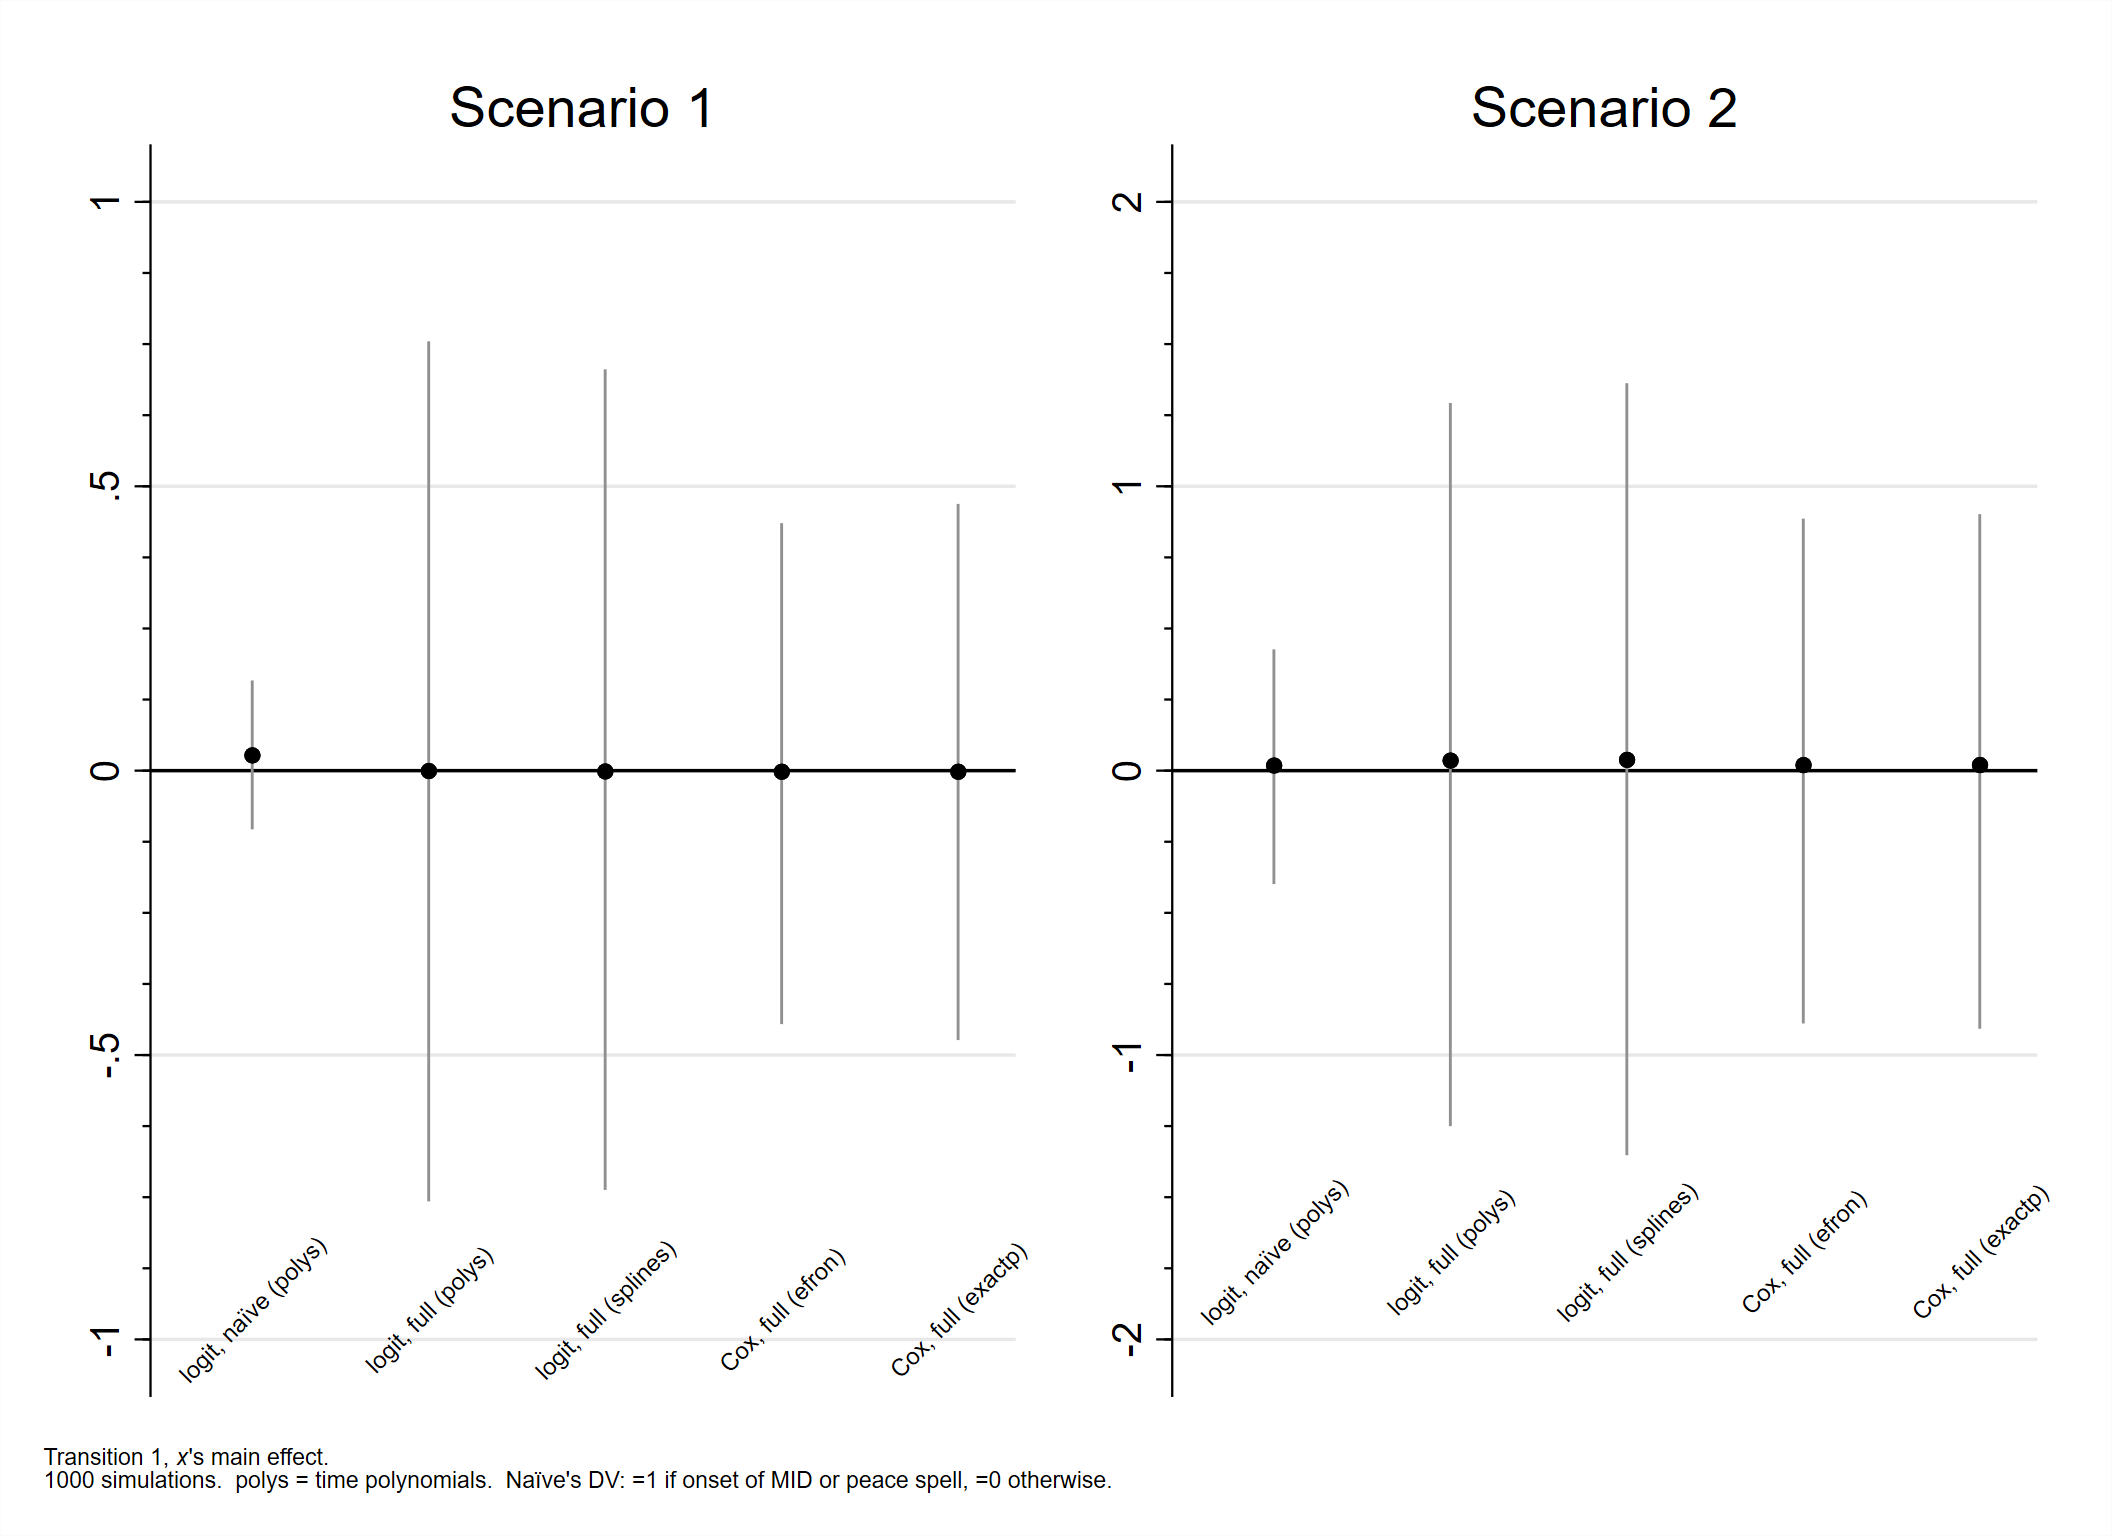 Scenario 1
1
.5
0
-.5
-1
logit, naïve (polys)
logit, full (polys)
logit, full (splines)
Cox, full (efron)
Cox, full (exactp)
Scenario 2
2
1
0
-1
-2
logit, naïve (polys)
logit, full (polys)
logit, full (splines)
Cox, full (efron)
Cox, full (exactp)
Transition 1, x's main effect.
1000 simulations.  polys = time polynomials.  Naïve's DV: =1 if onset of MID or peace spell, =0 otherwise.